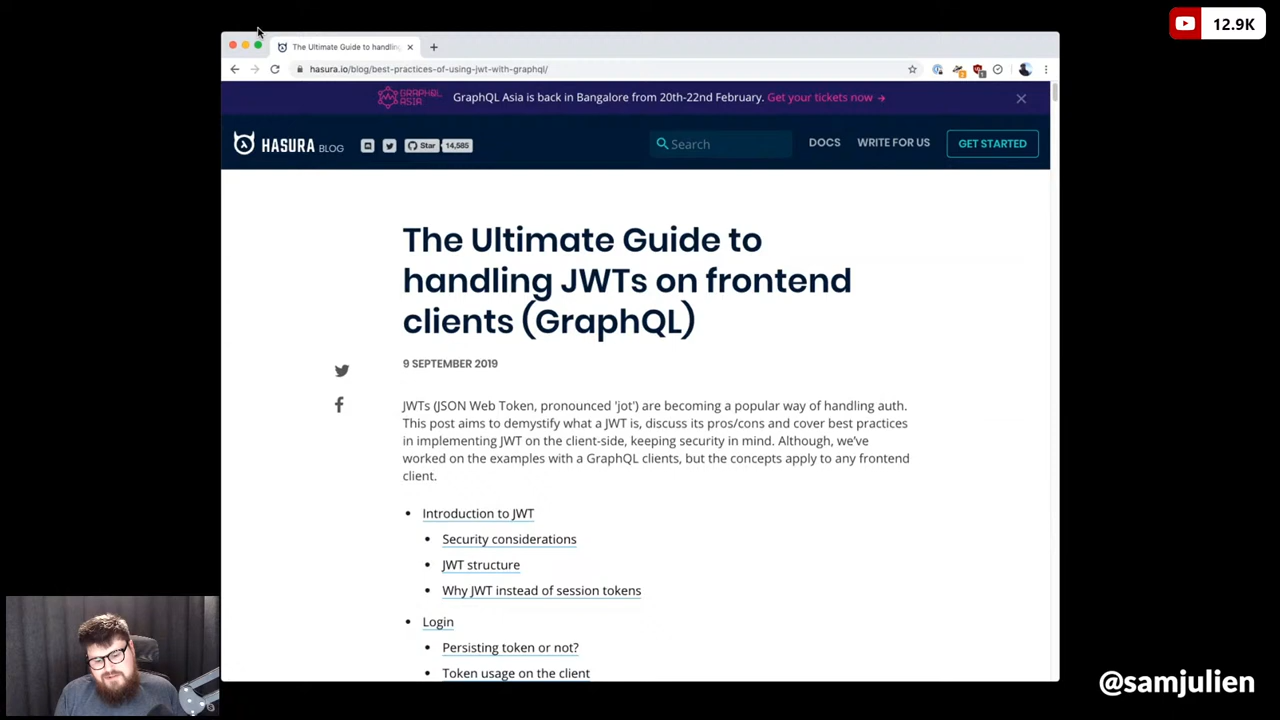 12.9K
The Ultimate Guide to handling
hasura.io/blog/best-practices-of-using-jwt-with-graphql/
GRAPHQL ASIA
GraphQL Asia is back in Bangalore from 20th-22nd February. Get your tickets now →
HASURA BLOG
Star 14,585
Search
DOCS
WRITE FOR US
GET STARTED
The Ultimate Guide to
handling JWTs on frontend
clients (GraphQL)
9 SEPTEMBER 2019
JWTs (JSON Web Token, pronounced 'jot') are becoming a popular way of handling auth.
This post aims to demystify what a JWT is, discuss its pros/cons and cover best practices
in implementing JWT on the client-side, keeping security in mind. Although, we've
worked on the examples with a GraphQL clients, but the concepts apply to any frontend
client.
Introduction to JWT
Security considerations
JWT structure
Why JWT instead of session tokens
Login
Persisting token or not?
Token usage on the client
@samjulien